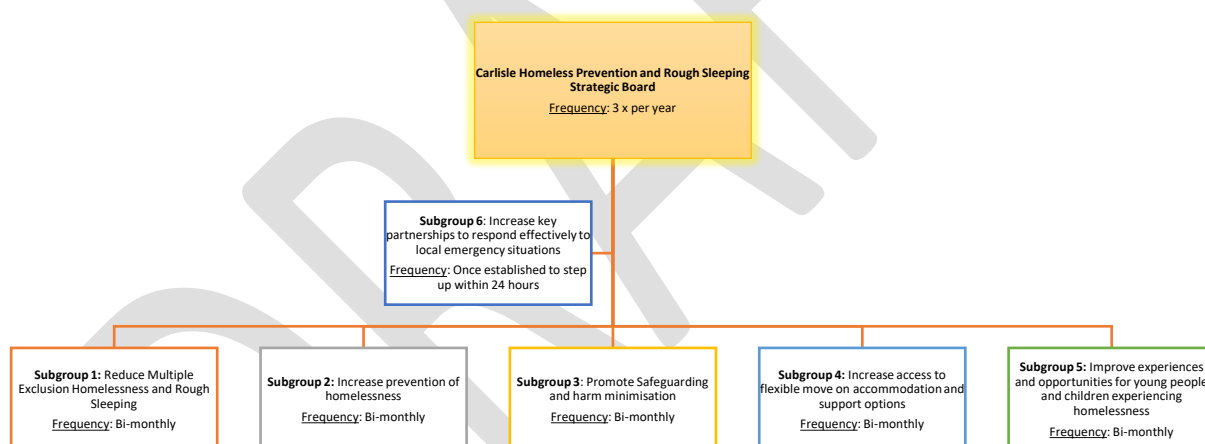 Carlisle Homeless Prevention and Rough Sleeping
Strategic Board
Frequency: 3 x per year
Subgroup 6: Increase key
partnerships to respond effectively to
local emergency situations
Frequency: Once established to step
up within 24 hours
Subgroup 1: Reduce Multiple
Exclusion Homelessness and Rough
Sleeping
Frequency: Bi-monthly
Subgroup 2: Increase prevention of
homelessness
Frequency: Bi-monthly
Subgroup 3: Promote Safeguarding
and harm minimisation
Frequency: Bi-monthly
Subgroup 4: Increase access to
flexible move on accommodation and
support options
Frequency: Bi-monthly
Subgroup 5: Improve experiences
and opportunities for young people
and children experiencing
homelessness
Frequency: Bi-monthly